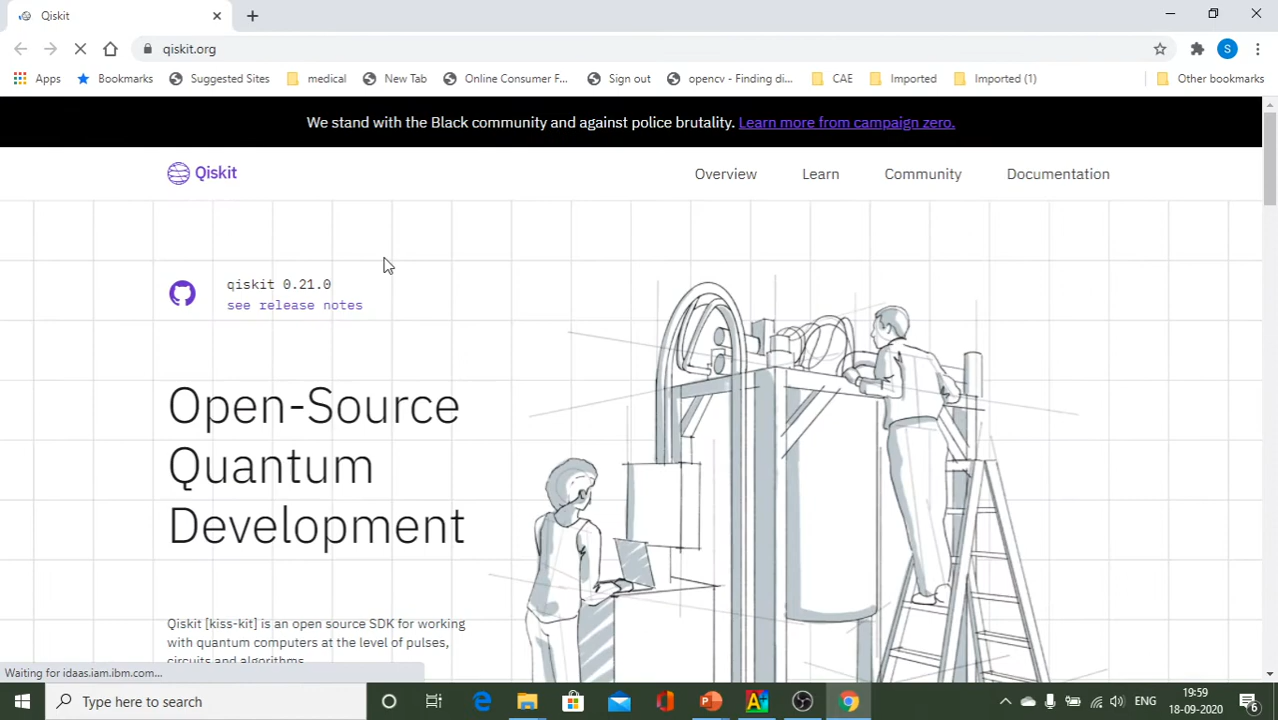 Qiskit
qiskit.org
Apps
Bookmarks
Suggested Sites
medical
New Tab
Online Consumer F...
Sign out
opencv - Finding di...
CAE
Imported
Imported (1)
Other bookmarks
We stand with the Black community and against police brutality. Learn more from campaign zero.
Qiskit
Overview
Learn
Community
Documentation
qiskit 0.21.0
see release notes
Open-Source
Quantum
Development
Qiskit [kiss-kit] is an open source SDK for working
with quantum computers at the level of pulses,
circuits and algorithms.
Waiting for idaas.iam.ibm.com...
Type here to search
ENG
19:59
18-09-2020
6
S